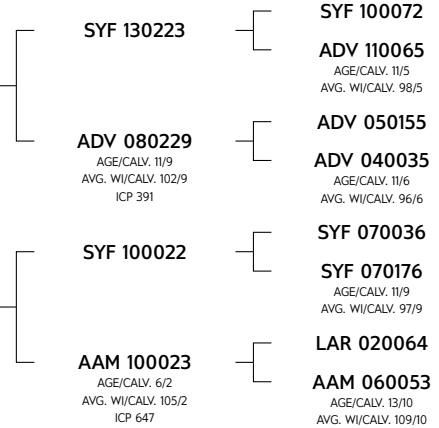 SYF 130223
SYF 100072
ADV 110065
AGE/CALV. 11/5
AVG. WI/CALV. 98/5
ADV 080229
AGE/CALV. 11/9
AVG. WI/CALV. 102/9
ICP 391
ADV 050155
ADV 040035
AGE/CALV. 11/6
AVG. WI/CALV. 96/6
SYF 100022
SYF 070036
SYF 070176
AGE/CALV. 11/9
AVG. WI/CALV. 97/9
AAM 100023
AGE/CALV. 6/2
AVG. WI/CALV. 105/2
ICP 647
LAR 020064
AAM 060053
AGE/CALV. 13/10
AVG. WI/CALV. 109/10